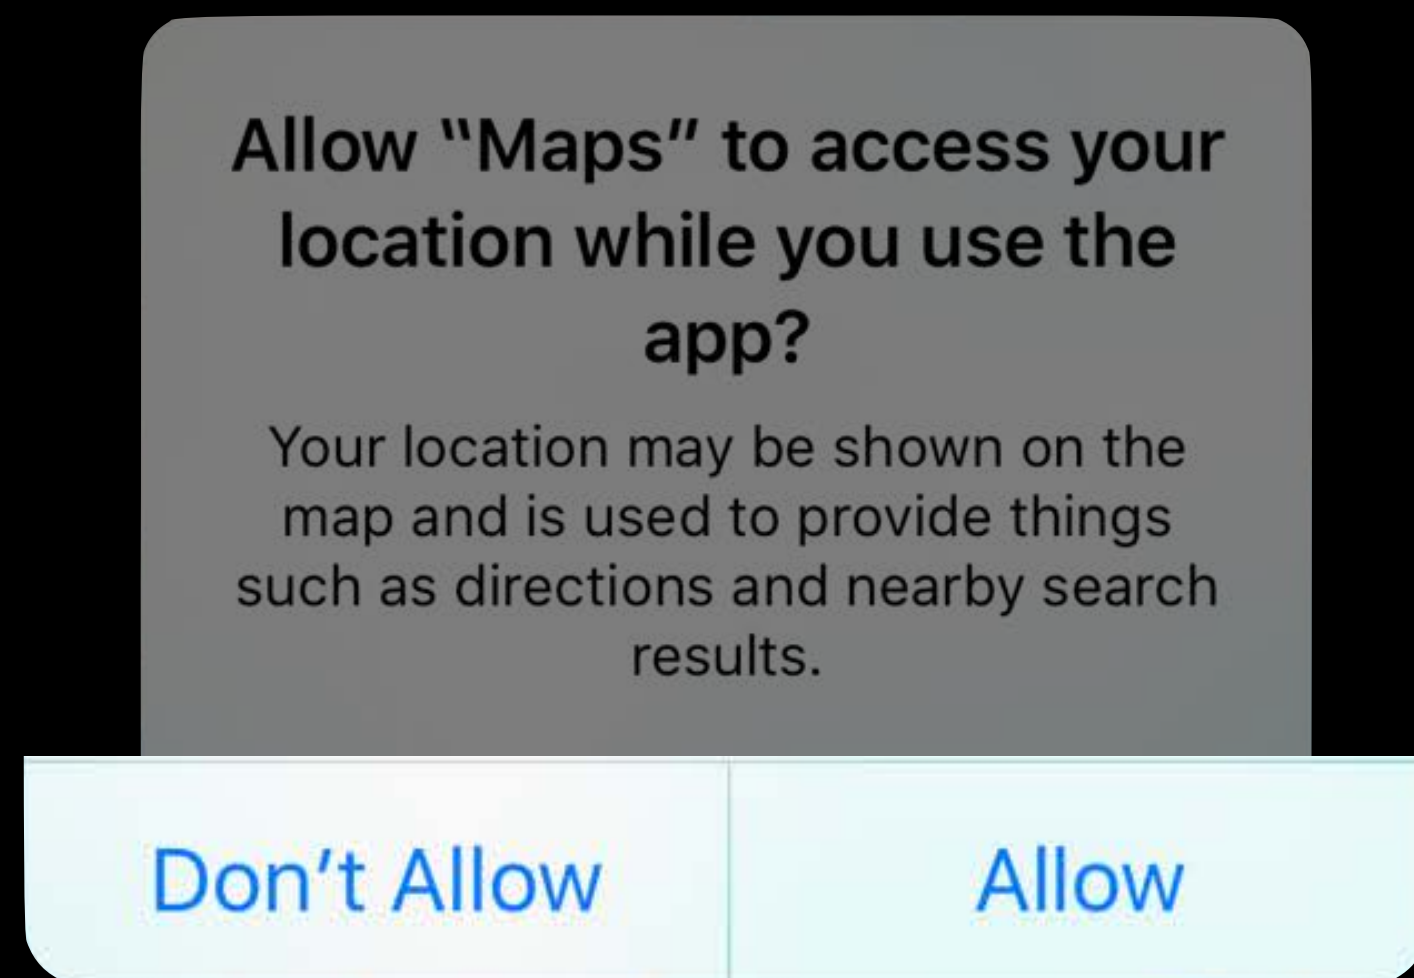 Allow “Maps” to access your
location while you use the
app?
Your location may be shown on the
map and is used to provide things
such as directions and nearby search
results.
Don’t Allow
Allow